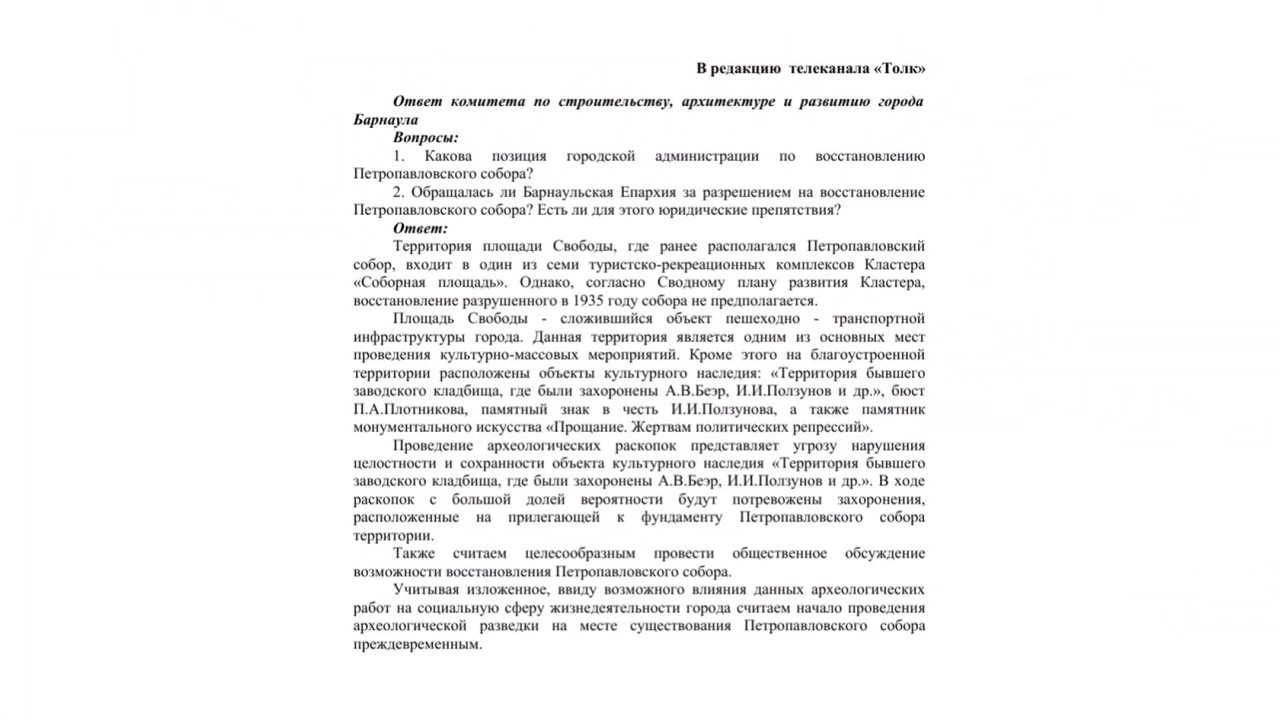 В редакцию телеканала «Толк»
Ответ комитета по строительству, архитектуре и развитию города
Барнаула
Вопросы:
1. Какова позиция городской администрации по восстановлению
Петропавловского собора?
2. Обращалась ли Барнаульская Епархия за разрешением на восстановление
Петропавловского собора? Есть ли для этого юридические препятствия?
Ответ:
Территория площади Свободы, где ранее располагался Петропавловский
собор, входит в один из семи туристско-рекреационных комплексов Кластера
«Соборная площадь». Однако, согласно Сводному плану развития Кластера,
восстановление разрушенного в 1935 году собора не предполагается.
Площадь Свободы - сложившийся объект пешеходно - транспортной
инфраструктуры города. Данная территория является одним из основных мест
проведения культурно-массовых мероприятий. Кроме этого на благоустроенной
территории расположены объекты культурного наследия: «Территория бывшего
заводского кладбища, где были захоронены А.В.Беэр, И.И.Ползунов и др.», бюст
П.А.Плотникова, памятный знак в честь И.И.Ползунова, а также памятник
монументального искусства «Прощание. Жертвам политических репрессий».
Проведение археологических раскопок представляет угрозу нарушения
целостности и сохранности объекта культурного наследия «Территория бывшего
заводского кладбища, где были захоронены А.В.Беэр, И.И.Ползунов и др.». В ходе
раскопок с большой долей вероятности будут потревожены захоронения,
расположенные на прилегающей к фундаменту Петропавловского собора
территории.
Также считаем целесообразным провести общественное обсуждение
возможности восстановления Петропавловского собора.
Учитывая изложенное, ввиду возможного влияния данных археологических
работ на социальную сферу жизнедеятельности города считаем начало проведения
археологической разведки на месте существования Петропавловского собора
преждевременным.